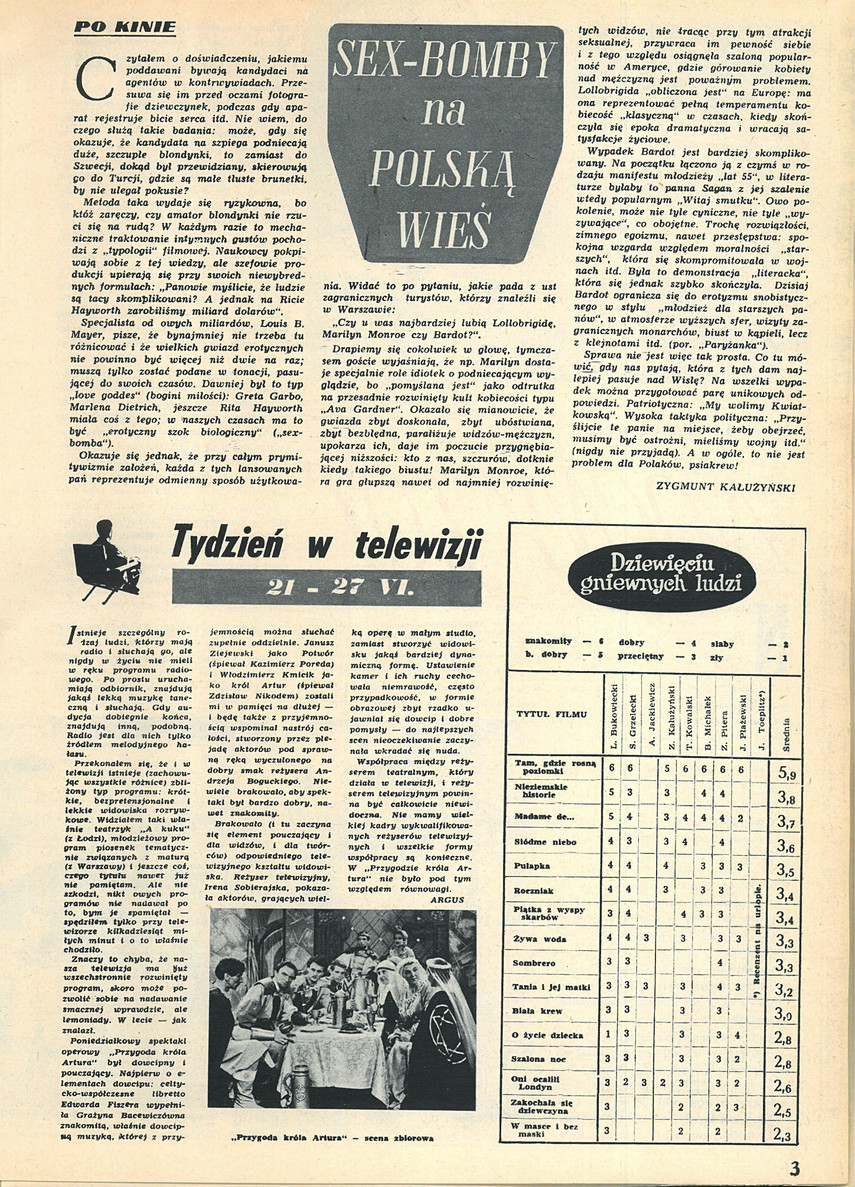 PO KINIE
Czytałem o doświadczeniu, jakiemu
poddawani bywają kandydaci na
agentów w kontrwywiadach. Prze-
suwa się im przed oczami fotogra-
fie dziewczynek, podczas gdy apa-
rat rejestruje bicie serca itd. Nie wiem, do
czego służą takie badania: może, gdy się
okazuje, że kandydata na szpiega podniecają
duże, szczupłe blondynki, to zamiast do
Szwecji, dokąd był przewidziany, skierowują
go do Turcji, gdzie są małe tłuste brunetki,
by nie uległ pokusie?
Metoda taka wydaje się ryzykowna, bo
któż zaręczy, czy amator blondynki nie rzu-
ci się na rudą? W każdym razie to mecha-
niczne traktowanie intymnych gustów pocho-
dzi z „typologii" filmowej. Naukowcy pokpi-
wają sobie z tej wiedzy, ale szefowie pro-
dukcji upierają się przy swoich niewybred-
nych formułach: „Panowie myślicie, że ludzie
są tacy skomplikowani? A jednak na Ricie
Hayworth zarobiliśmy miliard dolarów".
Specjalista od owych miliardów, Louis B.
Mayer, pisze, że bynajmniej nie trzeba tu
różnicować i że wielkich gwiazd erotycznych
nie powinno być więcej niż dwie na raz;
muszą tylko zostać podane w tonacji, pasu-
jącej do swoich czasów. Dawniej był to typ
„love goddes" (bogini miłości): Greta Garbo,
Marlena Dietrich, jeszcze Rita Hayworth
miała coś z tego; w naszych czasach ma to
być „erotyczny szok biologiczny" („sex-
bomba").
Okazuje się jednak, że przy całym prymi-
tywizmie założeń, każda z tych lansowanych
pań reprezentuje odmienny sposób użytkowa-
SEX-BOMBY
na
POLSKĄ
WIEŚ
nia. Widać to po pytaniu, jakie pada z ust
zagranicznych turystów, którzy znaleźli się
w Warszawie:
„Czy u was najbardziej lubią Lollobrigidę,
Marilyn Monroe czy Bardot?".
Drapiemy się cokolwiek w głowę, tymcza-
sem goście wyjaśniają, że np. Marilyn dosta-
je specjalnie role idiotek o podniecającym wy-
glądzie, bo „pomyślana jest" jako odtrutka
na przesadnie rozwinięty kult kobiecości typu
„Ava Gardner". Okazało się mianowicie, że
gwiazda zbyt doskonała, zbyt ubóstwiana,
zbyt bezbłędna, paraliżuje widzów-mężczyzn,
upokarza ich, daje im poczucie przygnębia-
jącej niższości: kto z nas, szczurów, dotknie
kiedy takiego biustu! Marilyn Monroe, któ-
ra gra głupszą nawet od najmniej rozwinię-
tych widzów, nie tracąc przy tym atrakcji
seksualnej, przywraca im pewność siebie
i z tego względu osiągnęła szaloną popular-
ność w Ameryce, gdzie górowanie kobiety
nad mężczyzną jest poważnym problemem.
Lollobrigida „obliczona jest" na Europę: ma
ona reprezentować pełną temperamentu ko-
biecość „klasyczną" w czasach, kiedy skoń-
czyła się epoka dramatyczna i wracają sa-
tysfakcje życiowe.
Wypadek Bardot jest bardziej skompliko-
wany. Na początku łączono ją z czymś w ro-
dzaju manifestu młodzieży „lat 55", w litera-
turze byłaby to panna Sagan z jej szalenie
wtedy popularnym „Witaj smutku". Owo po-
kolenie, może nie tyle cyniczne, nie tyle „wy-
zywające", co obojętne. Trochę rozwiązłości,
zimnego egoizmu, nawet przestępstwa: spo-
kojna wzgarda względem moralności „star-
szych", która się skompromitowała w woj-
nach itd. Była to demonstracja „literacka",
która się jednak szybko skończyła. Dzisiaj
Bardot ogranicza się do erotyzmu snobistycz-
nego w stylu „młodzież dla starszych pa-
nów", w atmosferze wyższych sfer, wizyty za-
granicznych monarchów, biust w kąpieli, lecz
z klejnotami itd. (por. „Paryżanka").
Sprawa nie jest więc tak prosta. Co tu mó-
wić, gdy nas pytają, która z tych dam naj-
lepiej pasuje nad Wisłę? Na wszelki wypa-
dek można przygotować parę unikowych od-
powiedzi. Patriotyczna: „My wolimy Kwiat-
kowską". Wysoka taktyka polityczna: „Przy-
ślijcie te panie na miejsce, żeby obejrzeć,
musimy być ostrożni, mieliśmy wojny itd."
(nigdy nie przyjadą). A w ogóle, to nie jest
problem dla Polaków, psiakrew!
ZYGMUNT KAŁUŻYŃSKI
Tydzień w telewizji
21 - 27 VI.
Istnieje szczególny ro-
dzaj ludzi, którzy mają
radio i słuchają go, ale
nigdy w życiu nie mieli
w ręku programu radio-
wego. Po prostu urucha-
miają odbiornik, znajdują
jakąś lekką muzykę tane-
czną i słuchają. Gdy au-
dycja dobiegnie końca,
znajdują inną, podobną.
Radio jest dla nich tylko
źródłem melodyjnego ha-
łasu.
Przekonałem się, że i w
telewizji istnieje (zachowu-
jąc wszystkie różnice) zbli-
żony typ programu: krót-
kie, bezpretensjonalne i
lekkie widowiska rozryw-
kowe. Widziałem taki wła-
śnie teatrzyk „A kuku"
(z Łodzi), młodzieżowy pro-
gram piosenek tematycz-
nie związanych z maturą
(z Warszawy) i jeszcze coś,
czego tytułu nawet już
nie pamiętam. Ale nie
szkodzi, nikt owych pro-
gramów nie nadawał po
to, bym je spamiętał —
spędziłem tylko przy tele-
wizorze kilkadziesiąt mi-
łych minut i o to właśnie
chodziło.
Znaczy to chyba, że na-
sza telewizja ma już
wszechstronnie rozwinięty
program, skoro może po-
zwolić sobie na nadawanie
smacznej wprawdzie, ale
lemoniady. W lecie — jak
znalazł.
Poniedziałkowy spektakl
operowy „Przygoda króla
Artura" był dowcipny i
pouczający. Najpierw o e-
lementach dowcipu: celty-
cko-współczesne libretto
Edwarda Fiszera wypełni-
ła Grażyna Bacewiczówna
znakomitą, właśnie dowcip-
ną muzyką, której z przy-
jemnością można słuchać
zupełnie oddzielnie. Janusz
Ziejewski jako Potwór
(śpiewał Kazimierz Poreda)
i Włodzimierz Kmicik ja-
ko król Artur (śpiewał
Zdzisław Nikodem) zostali
mi w pamięci na dłużej —
i będę także z przyjemno-
ścią wspominał nastrój ca-
łości, stworzony przez ple-
jadę aktorów pod spraw-
ną ręką wyczulonego na
dobry smak reżysera An-
drzeja Boguckiego. Nie-
wiele brakowało, aby spek-
takl był bardzo dobry, na-
wet znakomity.
Brakowało (i tu zaczyna
się element pouczający i
dla widzów, i dla twór-
ców) odpowiedniego tele-
wizyjnego kształtu widowi-
ska. Reżyser telewizyjny,
Irena Sobierajska, pokaza-
ła aktorów, grających wiel-
ką operę w małym studio,
zamiast stworzyć widowi-
sku jakąś bardziej dyna-
miczną formę. Ustawienie
kamer i ich ruchy cecho-
wała niemrawość, często
przypadkowość, w formie
obrazowej zbyt rzadko u-
jawniał się dowcip i dobre
pomysły — do najlepszych
scen nieoczekiwanie zaczy-
nała wkradać się nuda.
Współpraca między reży-
serem teatralnym, który
działa w telewizji, i reży-
serem telewizyjnym powin-
na być całkowicie niewi-
doczna. Nie mamy wiel-
kiej kadry wykwalifikowa-
nych reżyserów telewizyj-
nych i wszelkie formy
współpracy są konieczne.
W „Przygodzie króla Ar-
tura" nie było pod tym
względem równowagi.
ARGUS
„Przygoda króla Artura" — scena zbiorowa
Dziewięciu
gniewnych ludzi
znakomity — 6 dobry — 4 słaby — 2
b. dobry — 5 przeciętny — 3 zły — 1
TYTUŁ FILMU L. Bukowiecki S. Grzelecki A. Jackiewicz Z. Kałużyński T. Kowalski B. Michałek Z. Pitera J. Płażewski J. Toeplitz*) Średnia
Tam, gdzie rosną
poziomki 6 6 5 6 6 6 6 5,9
Nieziemskie
historie 5 3 3 4 4 3,8
Madame de... 5 4 3 4 4 4 2 3,7
Siódme niebo 4 3 3 4 4 3,6
Pułapka 4 4 4 3 3 3 3,5
Roczniak 4 4 3 3 3 3,4
Piątka z wyspy
skarbów 3 4 4 3 3 3,4
Żywa woda 4 4 3 3 3 3 3,3
Sombrero 3 3 4 3,3
Tania i jej matki 3 3 3 3 4 3 3,2
Biała krew 3 3 3 3 3,0
O życie dziecka 1 3 3 3 4 2,8
Szalona noc 3 3 3 3 2 2,8
Oni ocalili
Londyn 3 2 3 2 3 3 2 2,6
Zakochała się
dziewczyna 3 2 2 3 2,5
W masce i bez
maski 3 2 2 2,3
*) Recenzent na urlopie.
3